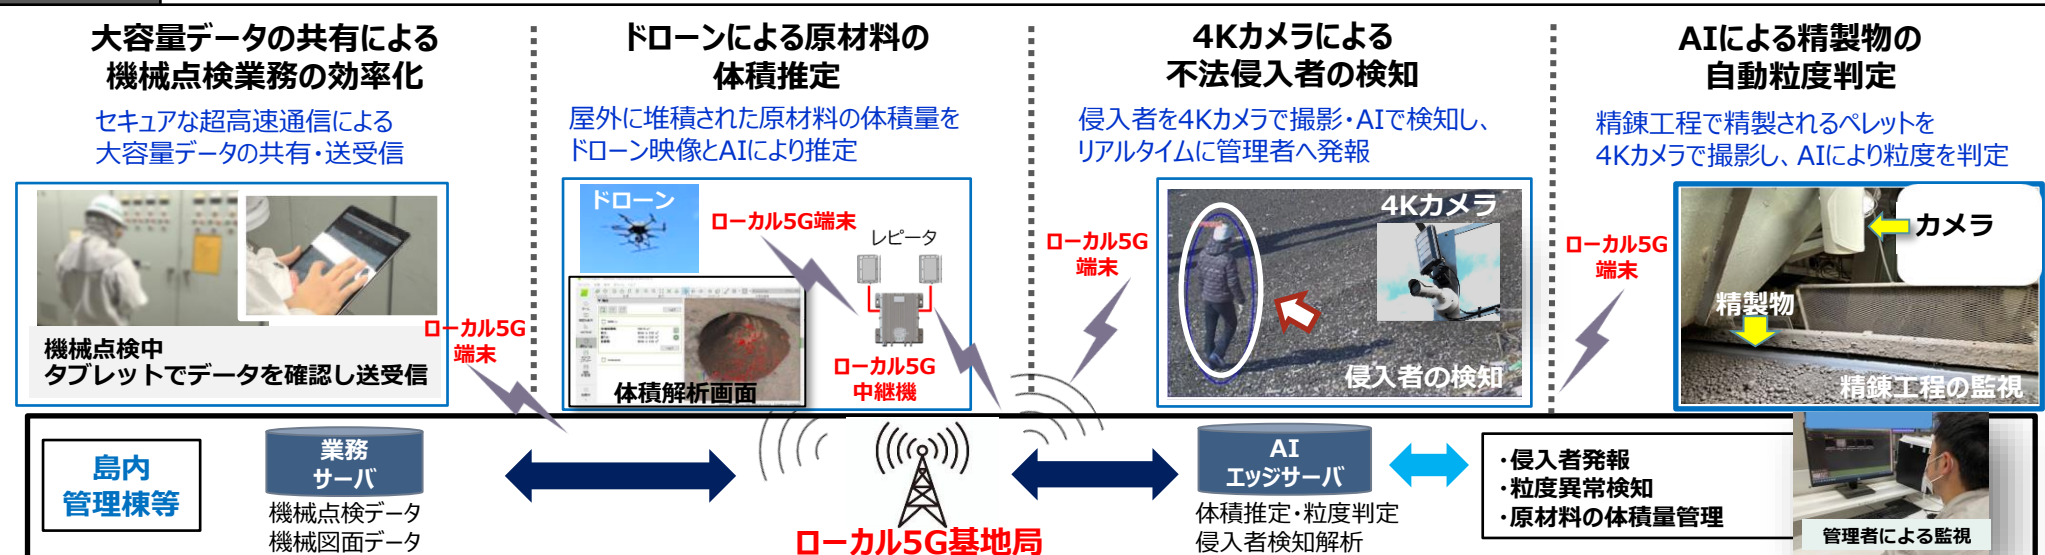 大容量データの共有による
機械点検業務の効率化
セキュアな超高速通信による
大容量データの共有・送受信
機械点検中
タブレットでデータを確認し送受信
ローカル5G
端末
ドローンによる原材料の
体積推定
屋外に堆積された原材料の体積量を
ドローン映像とAIにより推定
ドローン
ローカル5G端末
レピータ
ローカル5G
中継機
体積解析画面
4Kカメラによる
不法侵入者の検知
侵入者を4Kカメラで撮影・AIで検知し、
リアルタイムに管理者へ発報
ローカル5G
端末
4Kカメラ
侵入者の検知
AIによる精製物の
自動粒度判定
精錬工程で精製されるペレットを
4Kカメラで撮影し、AIにより粒度を判定
ローカル5G
端末
カメラ
精製物
精錬工程の監視
島内
管理棟等
業務
サーバ
機械点検データ
機械図面データ
ローカル5G基地局
AI
エッジサーバ
体積推定・粒度判定
侵入者検知解析
・侵入者発報
・粒度異常検知
・原材料の体積量管理
管理者による監視